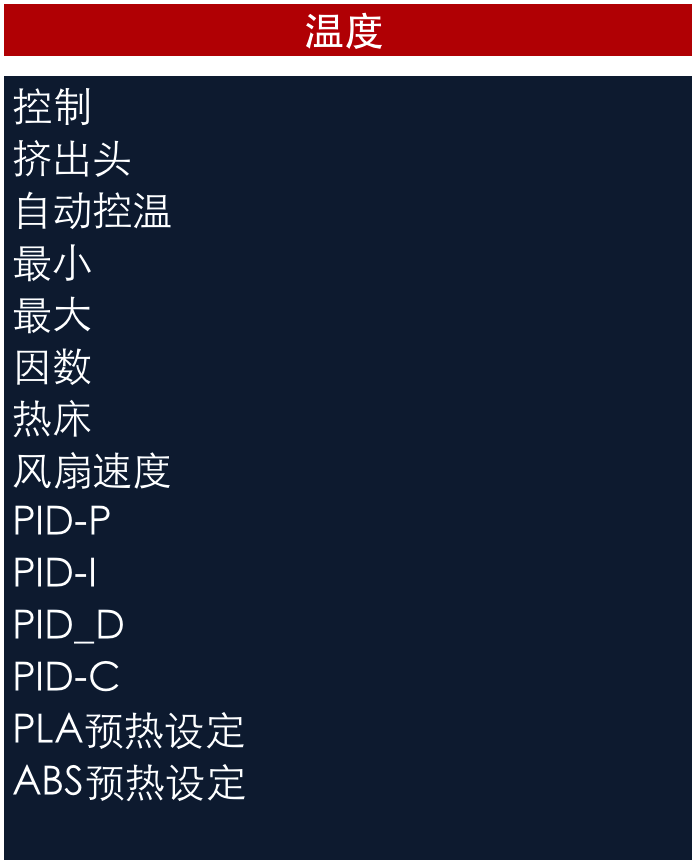 温度
控制
挤出头
自动控温
最小
最大
因数
热床
风扇速度
PID-P
PID-I
PID_D
PID-C
PLA预热设定
ABS预热设定